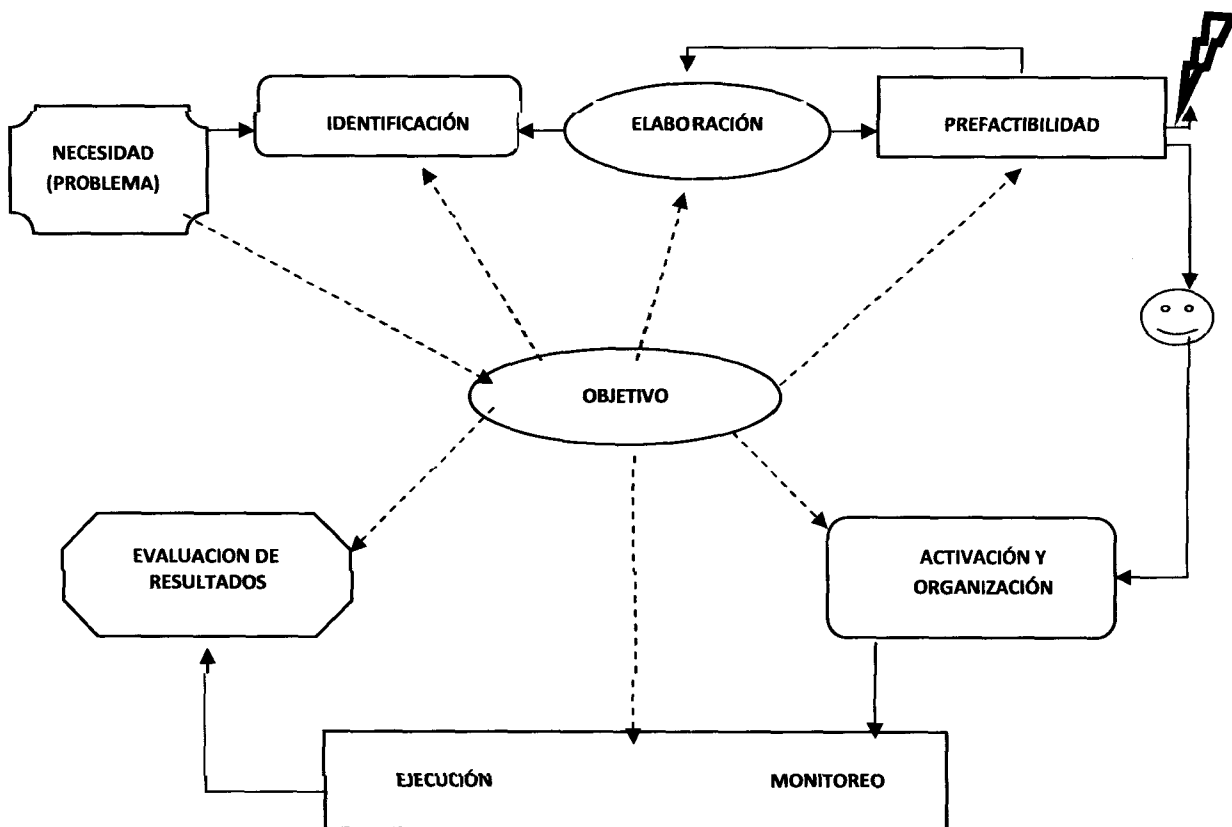 IDENTIFICACIÓN
ELABORACIÓN
PREFACTIBILIDAD
NECESIDAD
(PROBLEMA)
OBJETIVO
EVALUACION DE
RESULTADOS
ACTIVACIÓN Y
ORGANIZACIÓN
EJECUCIÓN
MONITOREO